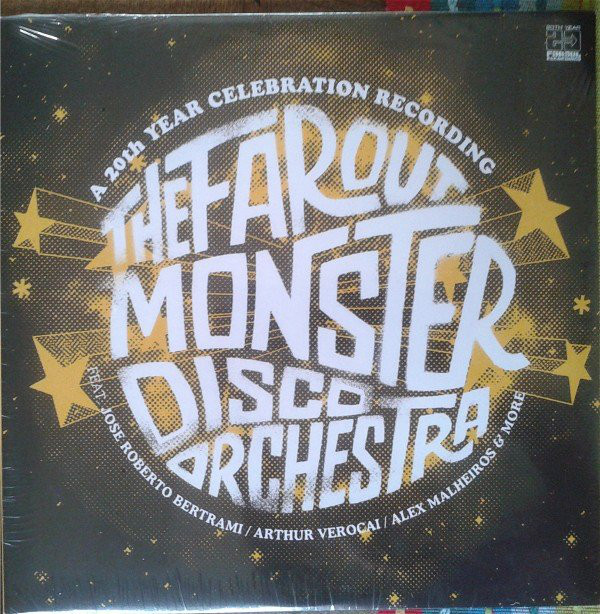 A 20th YEAR CELEBRATION RECORDING
THE FAR OUT
MONSTER
DISCO
ORCHESTRA
FEAT. JOSE ROBERTO BERTRAMI / ARTHUR VEROCAI / ALEX MALHEIROS & MORE